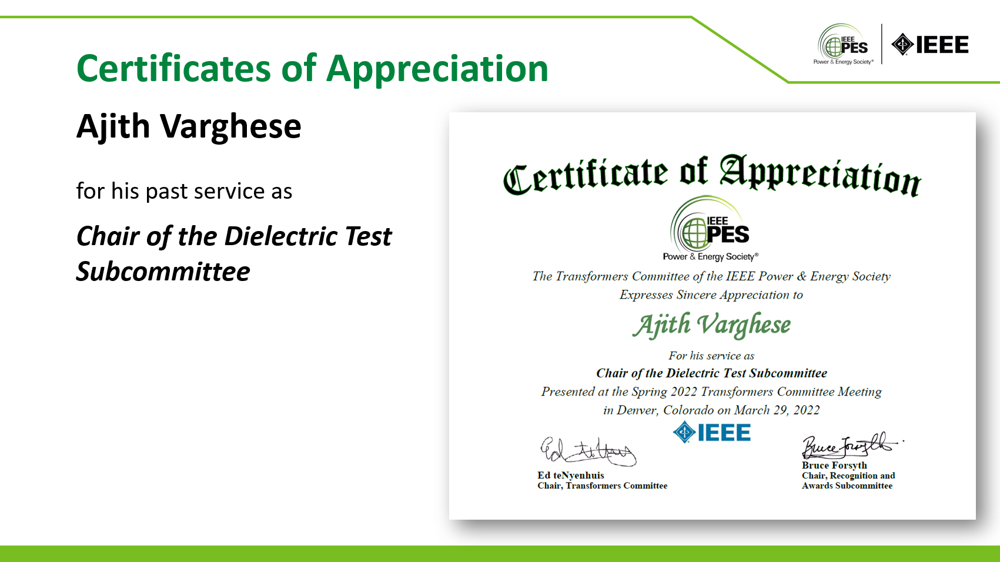 IEEE
PES
Power & Energy Society®
IEEE
Certificates of Appreciation
Ajith Varghese
for his past service as
Chair of the Dielectric Test
Subcommittee
Certificate of Appreciation
IEEE
PES
Power & Energy Society®
The Transformers Committee of the IEEE Power & Energy Society
Expresses Sincere Appreciation to
Ajith Varghese
For his service as
Chair of the Dielectric Test Subcommittee
Presented at the Spring 2022 Transformers Committee Meeting
in Denver, Colorado on March 29, 2022
IEEE
Ed teNyenhuis
Ed teNyenhuis
Chair, Transformers Committee
Bruce Forsyth
Bruce Forsyth
Chair, Recognition and
Awards Subcommittee